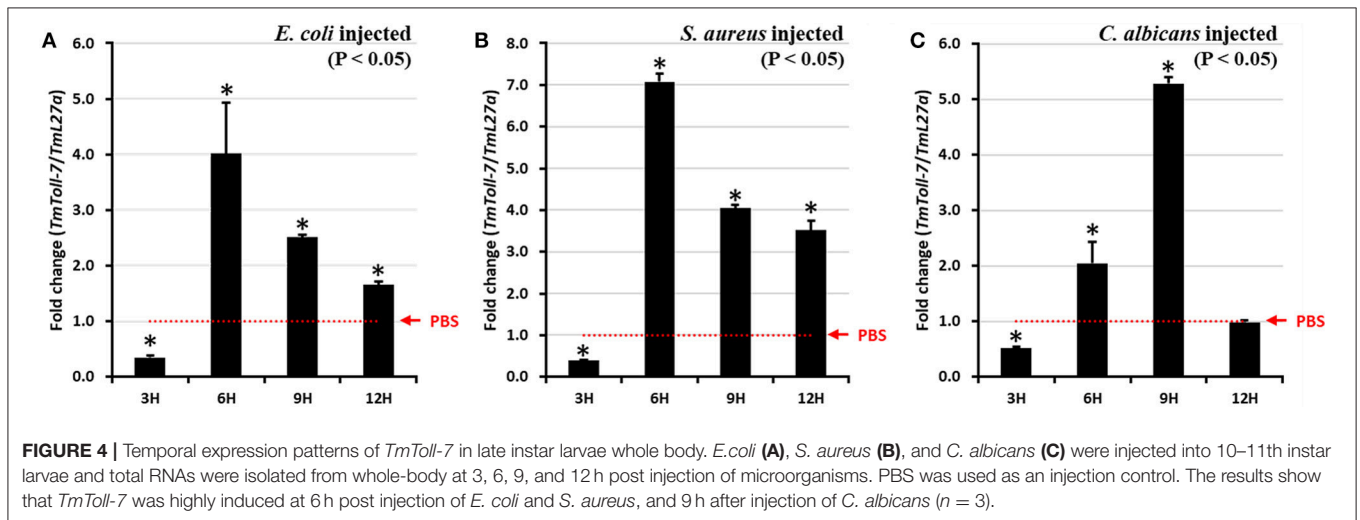 A
E. coli injected
(P < 0.05)
Fold change (TmToll-7/TmL27a)
6.0
5.0
4.0
3.0
2.0
1.0
0.0
*
*
*
*
PBS
3H 6H 9H 12H
B
S. aureus injected
(P < 0.05)
Fold change (TmToll-7/TmL27a)
8.0
7.0
6.0
5.0
4.0
3.0
2.0
1.0
0.0
*
*
*
*
PBS
3H 6H 9H 12H
C
C. albicans injected
(P < 0.05)
Fold change (TmToll-7/TmL27a)
6.0
5.0
4.0
3.0
2.0
1.0
0.0
*
*
*
PBS
3H 6H 9H 12H
FIGURE 4 | Temporal expression patterns of TmToll-7 in late instar larvae whole body. E.coli (A), S. aureus (B), and C. albicans (C) were injected into 10–11th instar
larvae and total RNAs were isolated from whole-body at 3, 6, 9, and 12 h post injection of microorganisms. PBS was used as an injection control. The results show
that TmToll-7 was highly induced at 6 h post injection of E. coli and S. aureus, and 9 h after injection of C. albicans (n = 3).